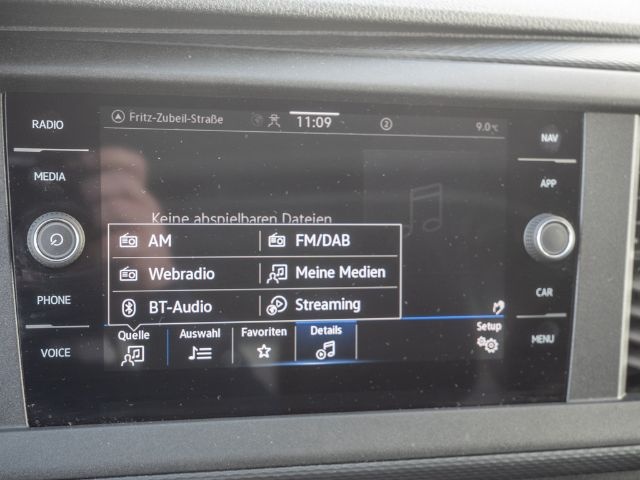 RADIO
MEDIA
PHONE
VOICE
Fritz-Zubeil-Straße
11:09
2
9.0°C
Keine abspielbaren Dateien
AM
FM/DAB
Webradio
Meine Medien
BT-Audio
Streaming
Quelle
Auswahl
Favoriten
Details
Setup
NAV
APP
CAR
MENU